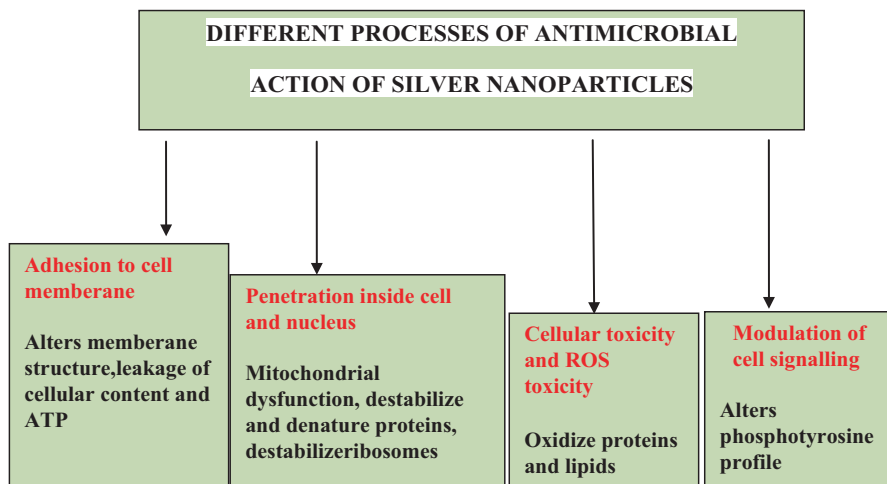 DIFFERENT PROCESSES OF ANTIMICROBIAL
ACTION OF SILVER NANOPARTICLES
Adhesion to cell
memberane
Alters memberane
structure,leakage of
cellular content and
ATP
Penetration inside cell
and nucleus
Mitochondrial
dysfunction, destabilize
and denature proteins,
destabilizeribosomes
Cellular toxicity
and ROS
toxicity
Oxidize proteins
and lipids
Modulation of
cell signalling
Alters
phosphotyrosine
profile